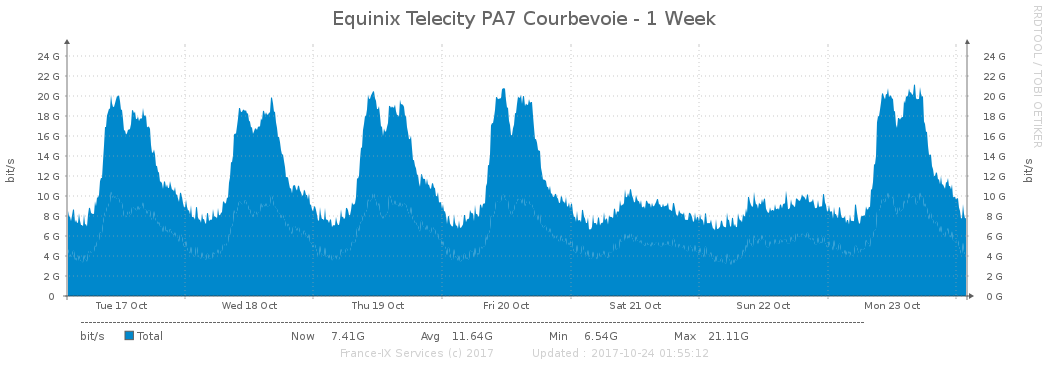 Equinix Telecity PA7 Courbevoie - 1 Week
RRDTOOL / TOBI OETIKER
bit/s
24 G 24 G
22 G 22 G
20 G 20 G
18 G 18 G
16 G 16 G
14 G 14 G
12 G 12 G
10 G 10 G
8 G 8 G
6 G 6 G
4 G 4 G
2 G 2 G
0 0 G
bit/s
Tue 17 Oct Wed 18 Oct Thu 19 Oct Fri 20 Oct Sat 21 Oct Sun 22 Oct Mon 23 Oct
bit/s Total Now 7.41G Avg 11.64G Min 6.54G Max 21.11G
France-IX Services (c) 2017 Updated : 2017-10-24 01:55:12